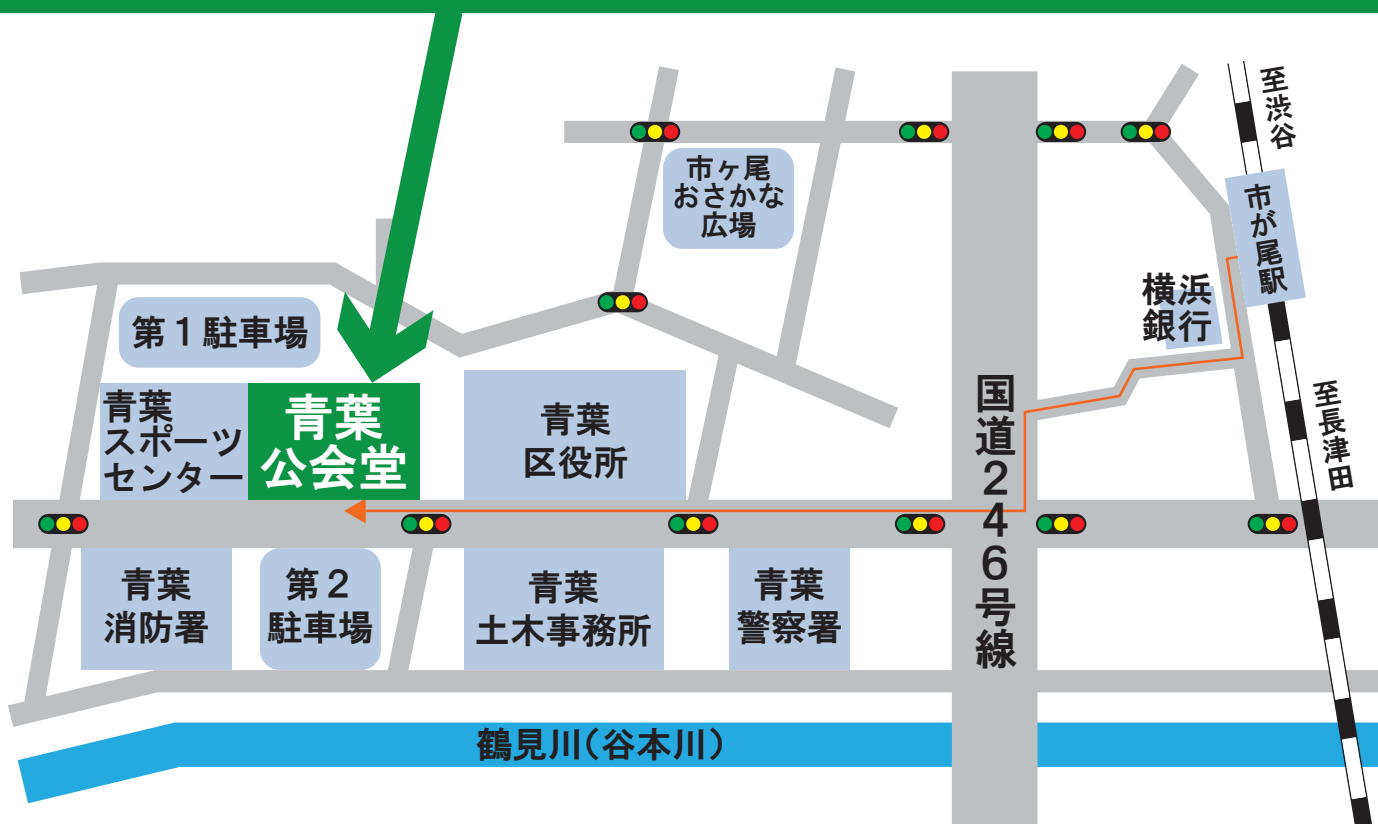 至渋谷
市ヶ尾
おさかな
広場
市が尾駅
横浜
銀行
第1駐車場
国道246号線
至長津田
青葉
スポーツ
センター
青葉
公会堂
青葉
区役所
青葉
消防署
第2
駐車場
青葉
土木事務所
青葉
警察署
鶴見川(谷本川)